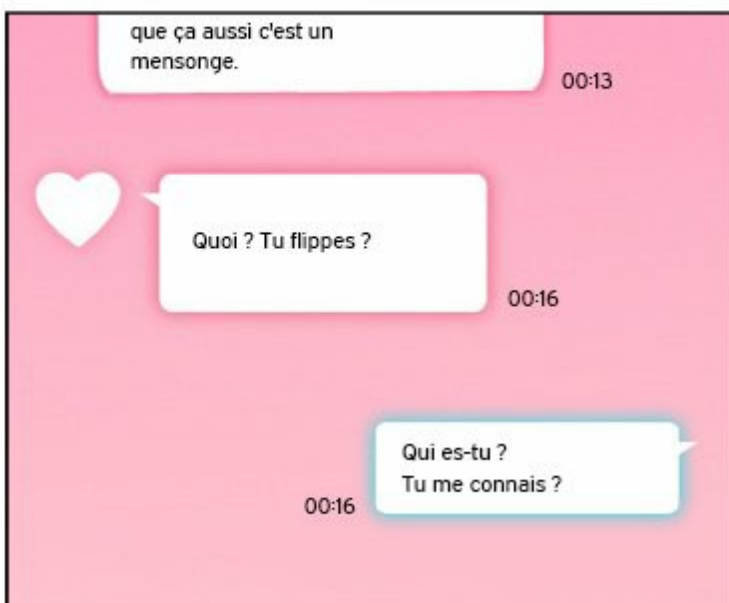 que ça aussi c'est un
mensonge.
00:13
Quoi ? Tu flippes ?
00:16
Qui es-tu ?
Tu me connais ?
00:16